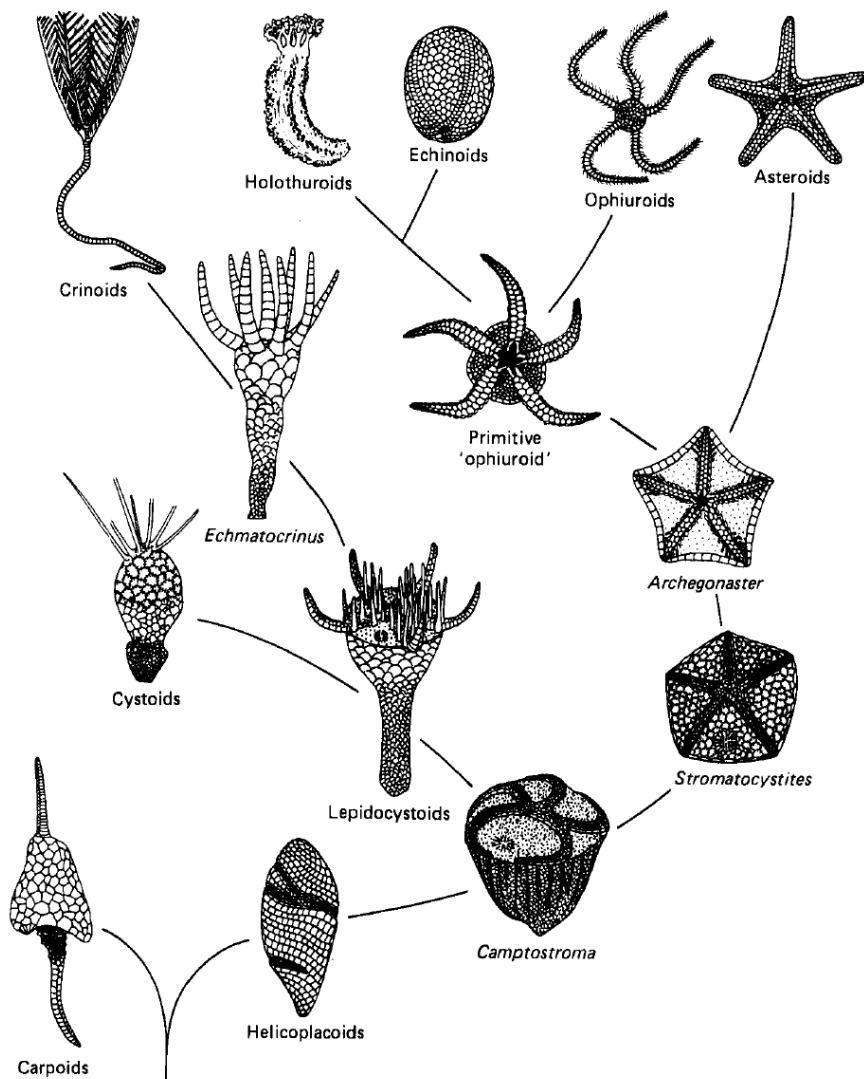 Holothuroids
Echinoids
Ophiuroids
Asteroids
Crinoids
Primitive
'ophiuroid'
Echmatocrinus
Archegonaster
Cystoids
Lepidocystoids
Stromatocystites
Camptostroma
Helicoplacoids
Carpoids